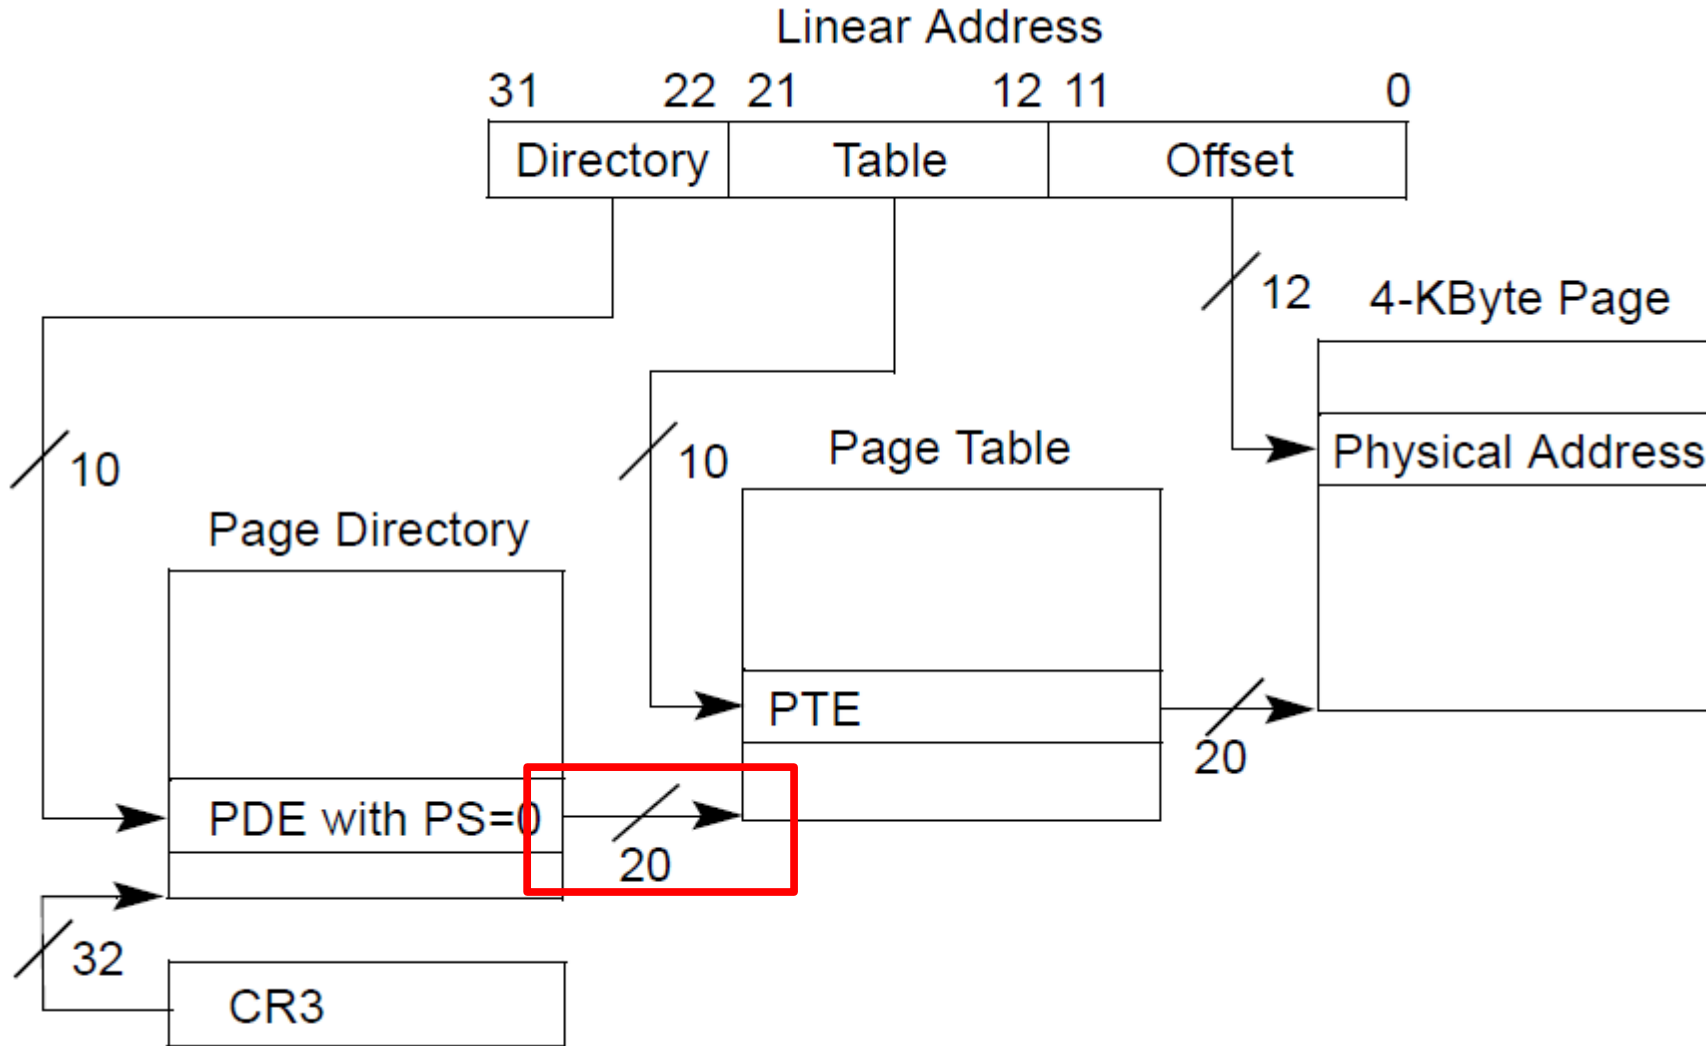 Linear Address
31 22 21 12 11 0
Directory Table Offset
12
4-KByte Page
10
10
Page Table
Physical Address
Page Directory
PTE
20
PDE with PS=0
20
32
CR3